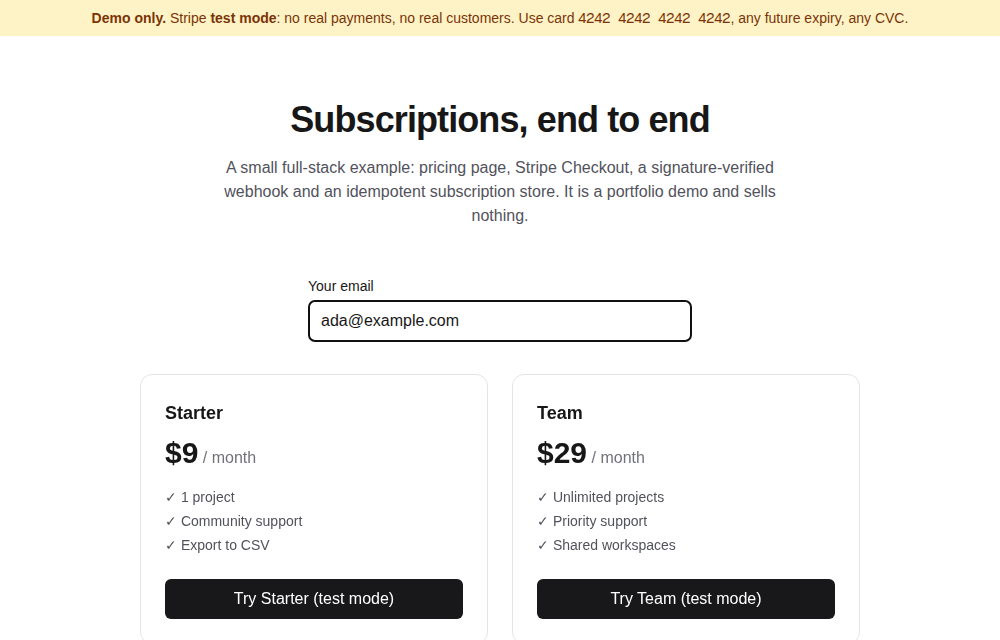 Demo only. Stripe test mode: no real payments, no real customers. Use card 4242 4242 4242 4242, any future expiry, any CVC.
Subscriptions, end to end
A small full-stack example: pricing page, Stripe Checkout, a signature-verified
webhook and an idempotent subscription store. It is a portfolio demo and sells
nothing.
Your email
ada@example.com
Starter
$9 / month
✓ 1 project
✓ Community support
✓ Export to CSV
Try Starter (test mode)
Team
$29 / month
✓ Unlimited projects
✓ Priority support
✓ Shared workspaces
Try Team (test mode)